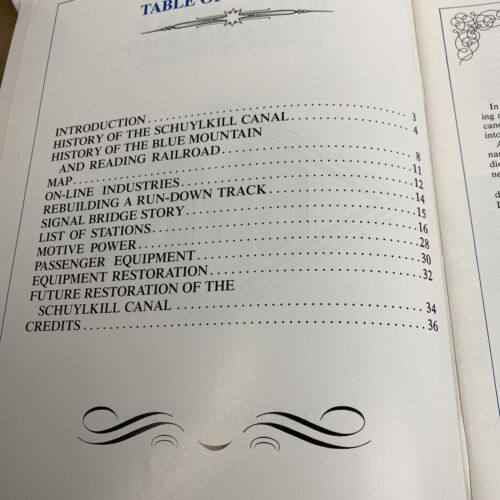 TABLE OF
INTRODUCTION . . . . . . . . . . . . . . . . . . . . . . . . . . . . . . 3
HISTORY OF THE SCHUYLKILL CANAL . . . . . . . . . . . . . . 4
HISTORY OF THE BLUE MOUNTAIN
AND READING RAILROAD . . . . . . . . . . . . . . . . . . . . . 8
MAP . . . . . . . . . . . . . . . . . . . . . . . . . . . . . . . . . . . . 11
ON-LINE INDUSTRIES . . . . . . . . . . . . . . . . . . . . . . . . . 12
REBUILDING A RUN-DOWN TRACK . . . . . . . . . . . . . . . . 14
SIGNAL BRIDGE STORY . . . . . . . . . . . . . . . . . . . . . . . . 15
LIST OF STATIONS . . . . . . . . . . . . . . . . . . . . . . . . . . . 16
MOTIVE POWER . . . . . . . . . . . . . . . . . . . . . . . . . . . . . 28
PASSENGER EQUIPMENT . . . . . . . . . . . . . . . . . . . . . . . 30
EQUIPMENT RESTORATION . . . . . . . . . . . . . . . . . . . . . 32
FUTURE RESTORATION OF THE
SCHUYLKILL CANAL . . . . . . . . . . . . . . . . . . . . . . . . . 34
CREDITS . . . . . . . . . . . . . . . . . . . . . . . . . . . . . . . . . . 36
In
into